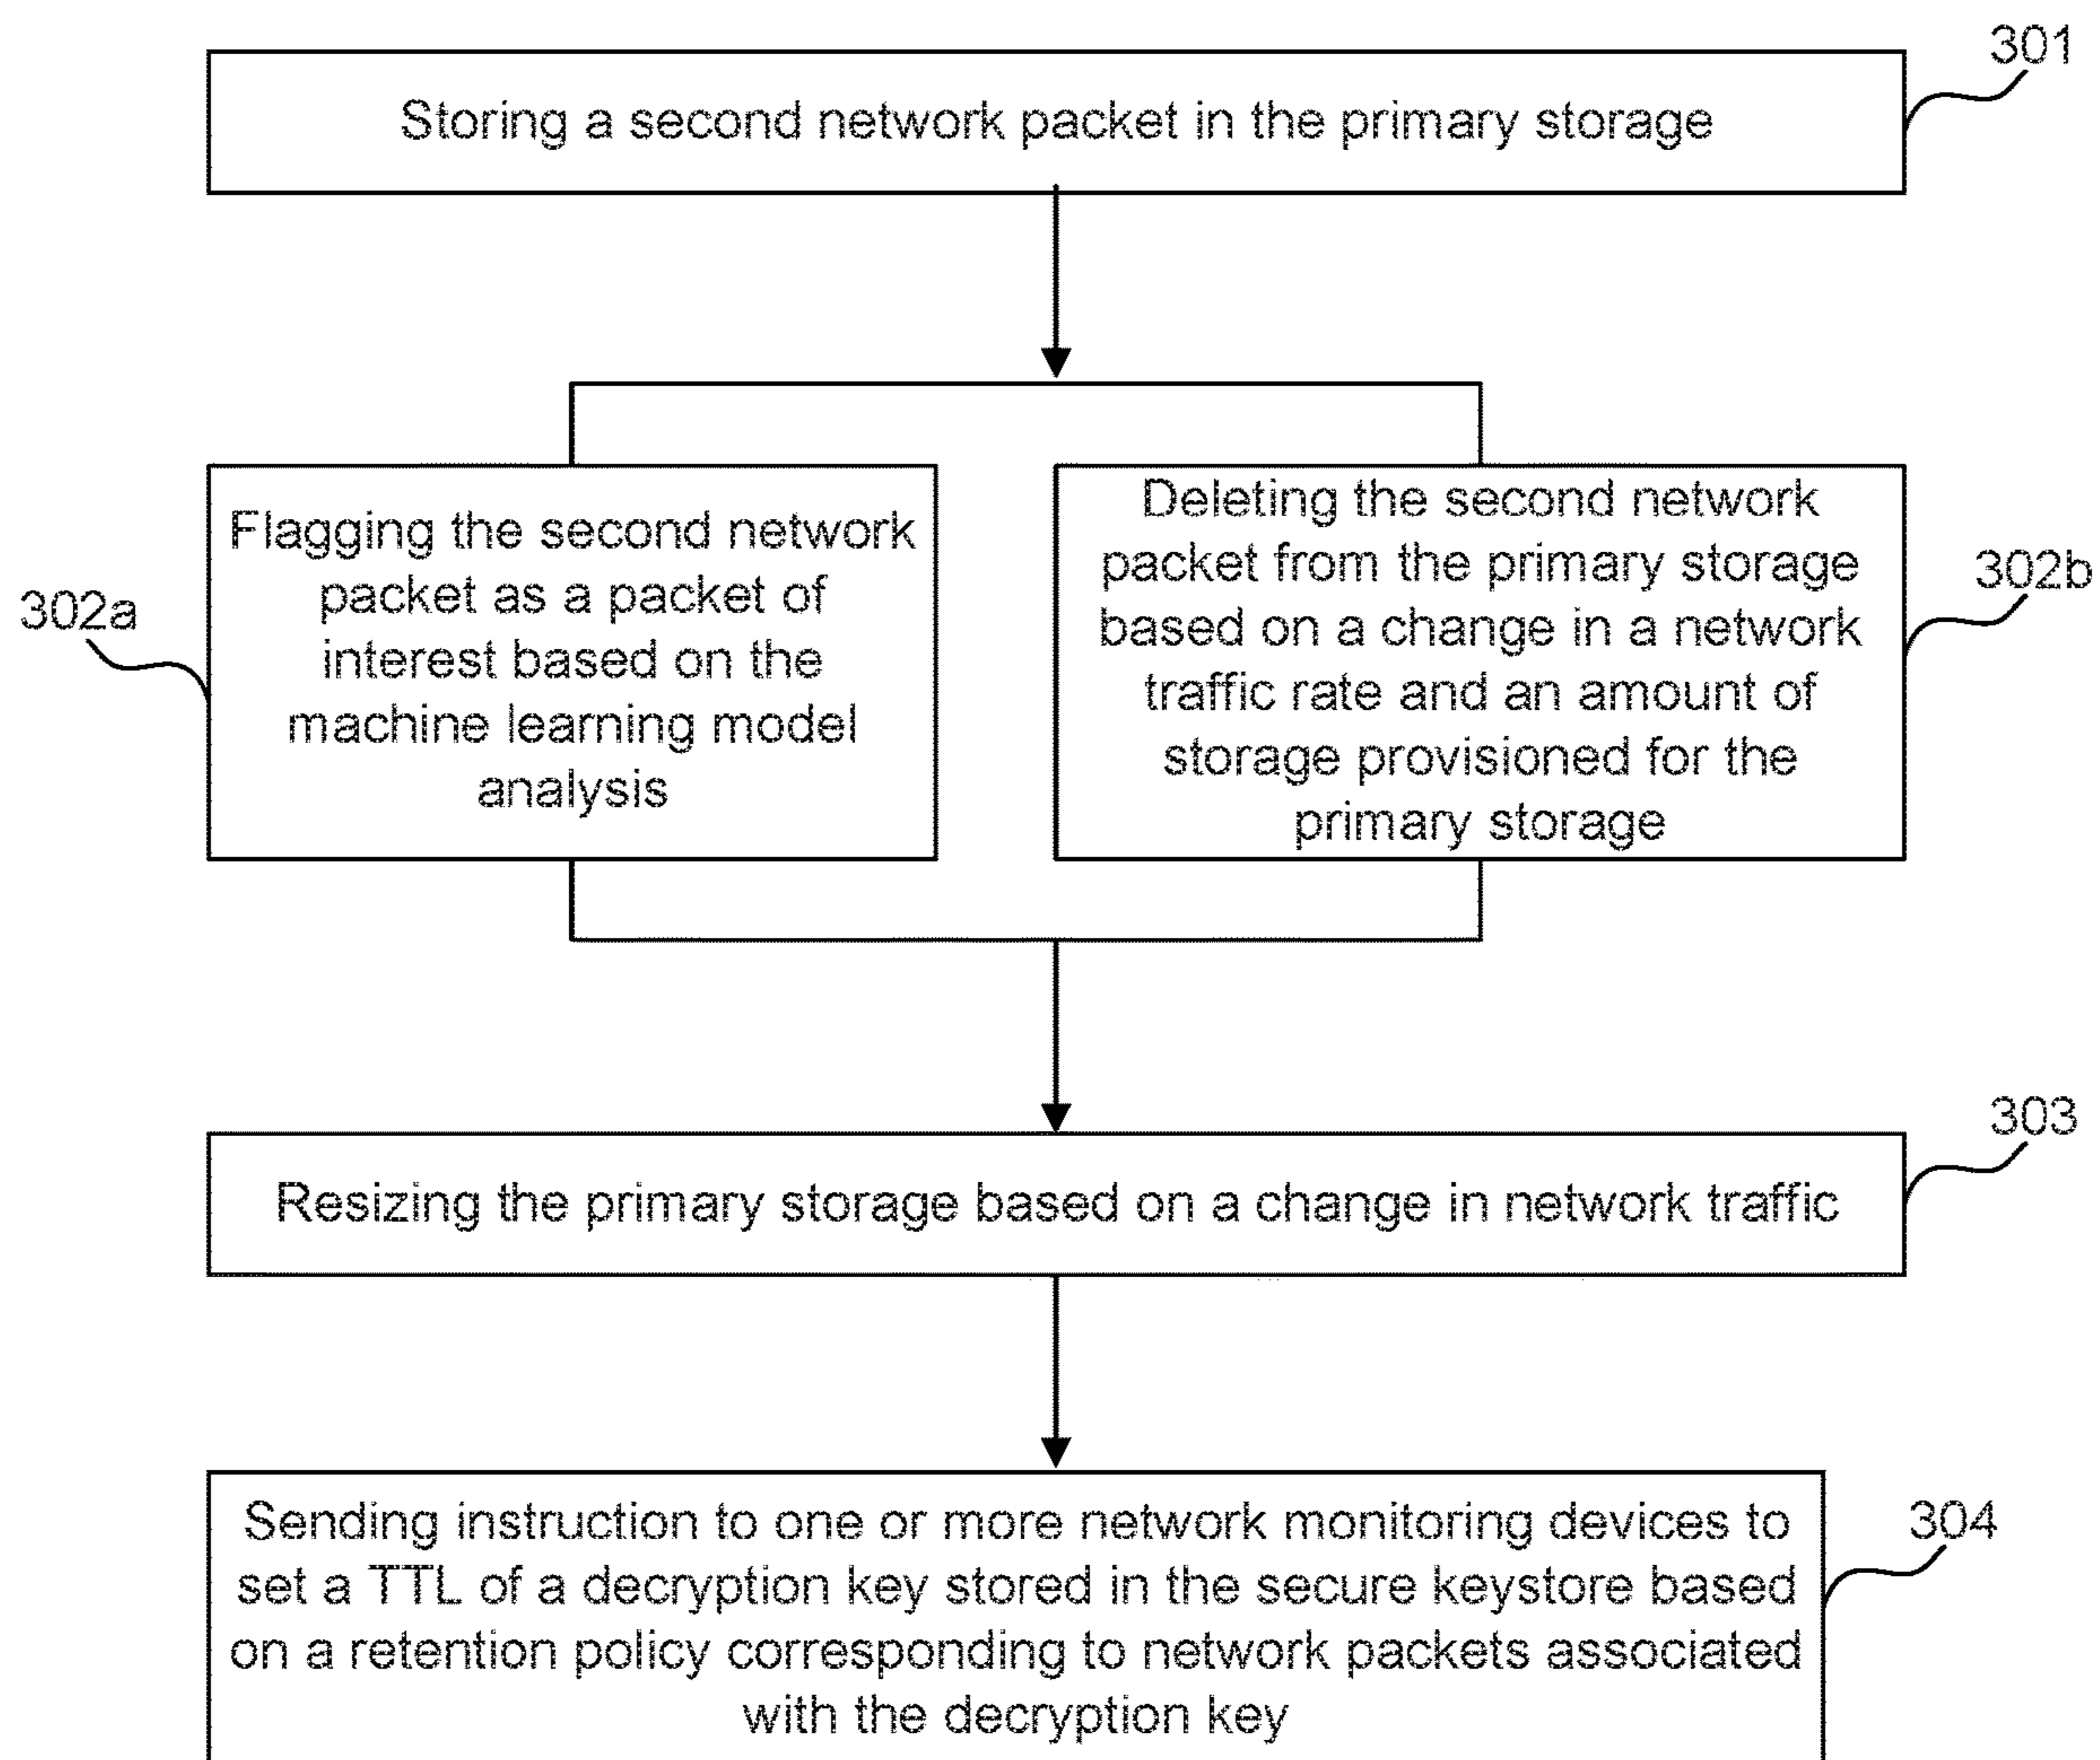 301
Storing a second network packet in the primary storage
302a
Flagging the second network
packet as a packet of
interest based on the
machine learning model
analysis
Deleting the second network
packet from the primary storage
based on a change in a network
traffic rate and an amount of
storage provisioned for the
primary storage
302b
303
Resizing the primary storage based on a change in network traffic
304
Sending instruction to one or more network monitoring devices to
set a TTL of a decryption key stored in the secure keystore based
on a retention policy corresponding to network packets associated
with the decryption key